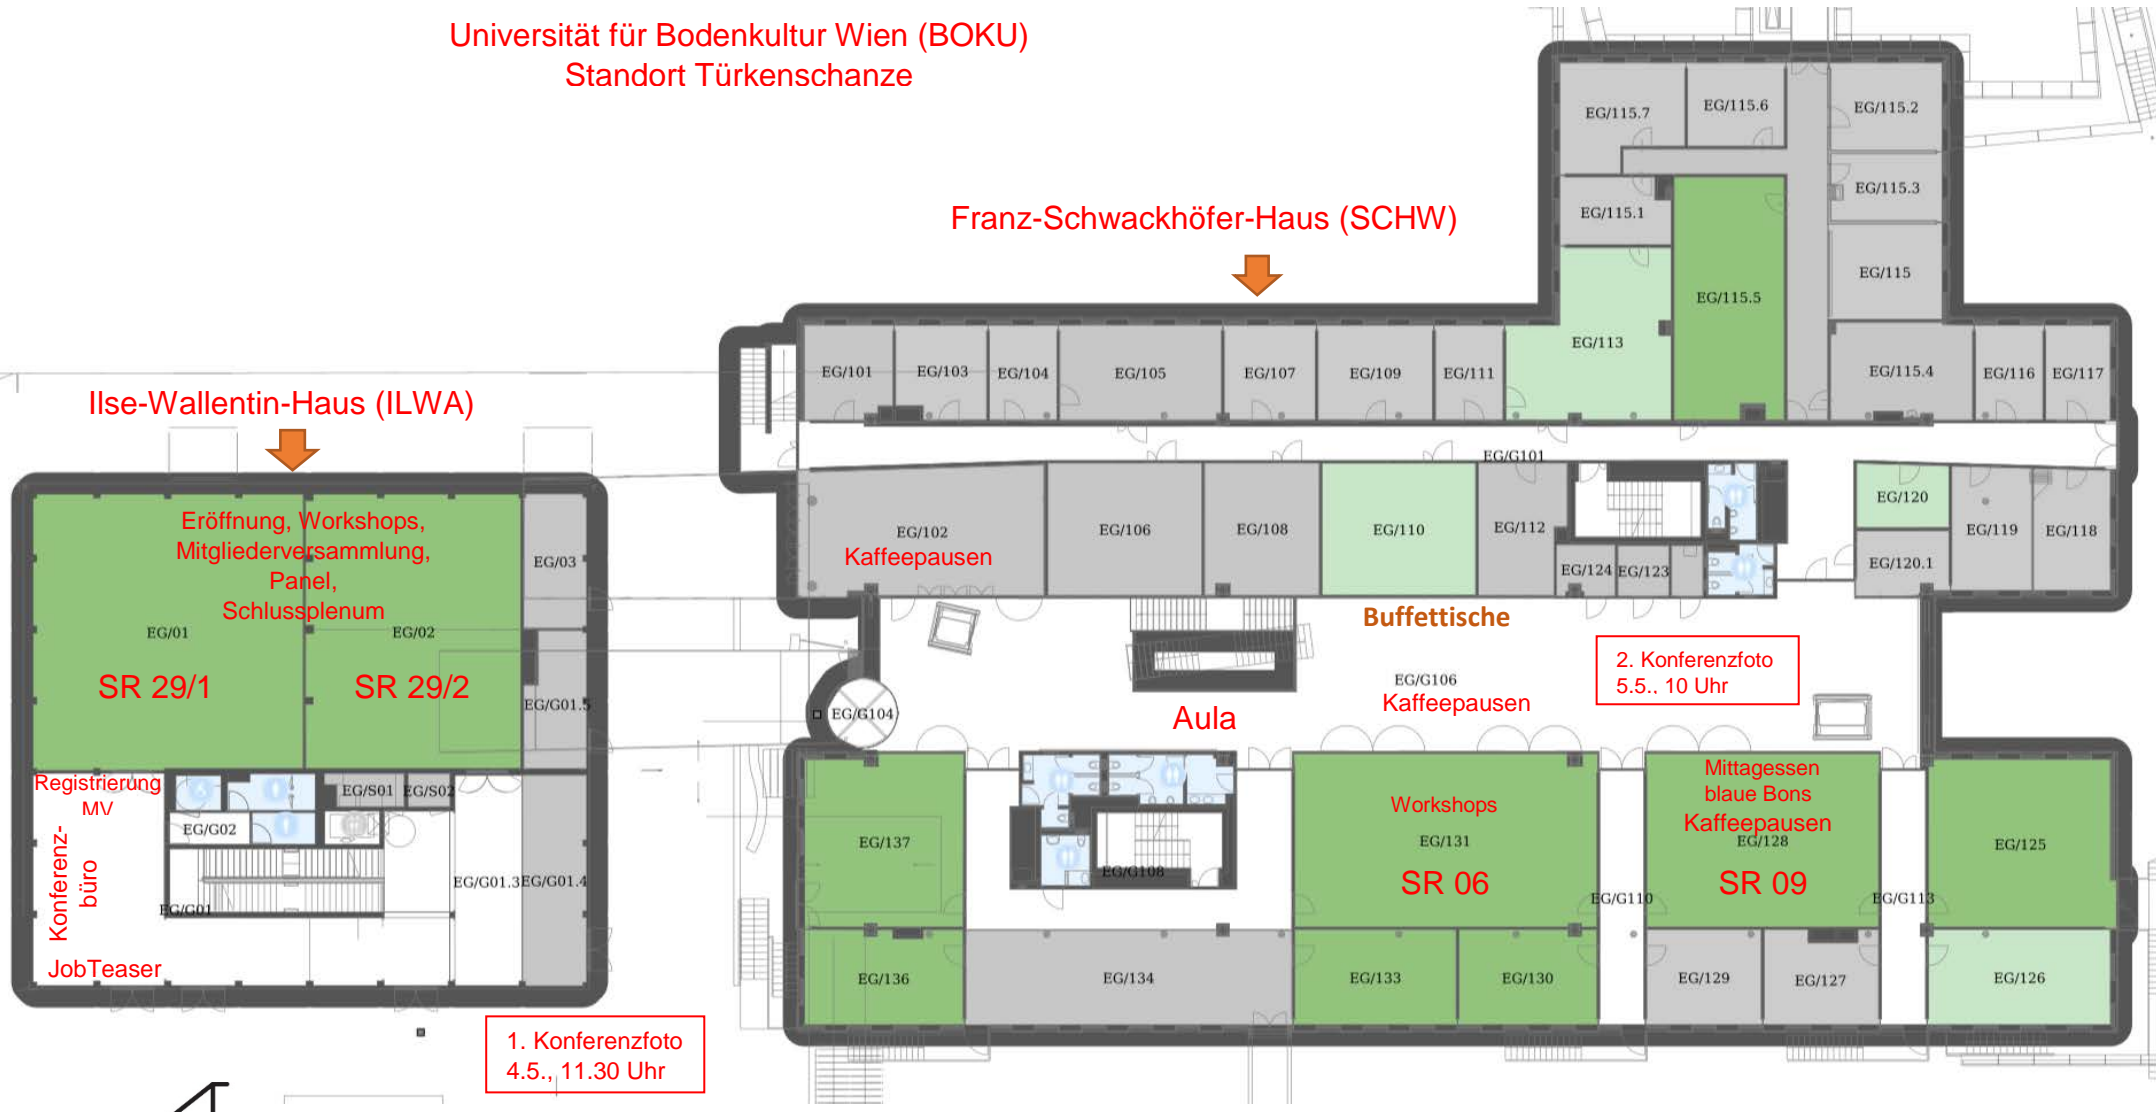 Universität für Bodenkultur Wien (BOKU)
Standort Türkenschanze
Franz-Schwackhöfer-Haus (SCHW)
Ilse-Wallentin-Haus (ILWA)
EG/115.7
EG/115.6
EG/115.2
EG/115.3
EG/115.1
EG/115
EG/115.5
EG/113
EG/101
EG/103
EG/104
EG/105
EG/107
EG/109
EG/111
EG/115.4
EG/116
EG/117
EG/G101
EG/102
Kaffeepausen
EG/106
EG/108
EG/110
EG/112
EG/124
EG/123
EG/120
EG/120.1
EG/119
EG/118
Buffettische
2. Konferenzfoto
5.5., 10 Uhr
EG/G106
Kaffeepausen
Aula
EG/G104
Eröffnung, Workshops,
Mitgliederversammlung,
Panel,
Schlussplenum
EG/01
EG/02
SR 29/1
SR 29/2
EG/03
EG/G01.5
Registrierung
MV
Konferenz-
büro
JobTeaser
EG/G02
EG/S01
EG/S02
EG/G01
EG/G01.3
EG/G01.4
1. Konferenzfoto
4.5., 11.30 Uhr
EG/137
EG/136
EG/G108
EG/134
Workshops
EG/131
SR 06
EG/133
EG/130
EG/G110
Mittagessen
blaue Bons
Kaffeepausen
EG/128
SR 09
EG/129
EG/127
EG/G113
EG/125
EG/126